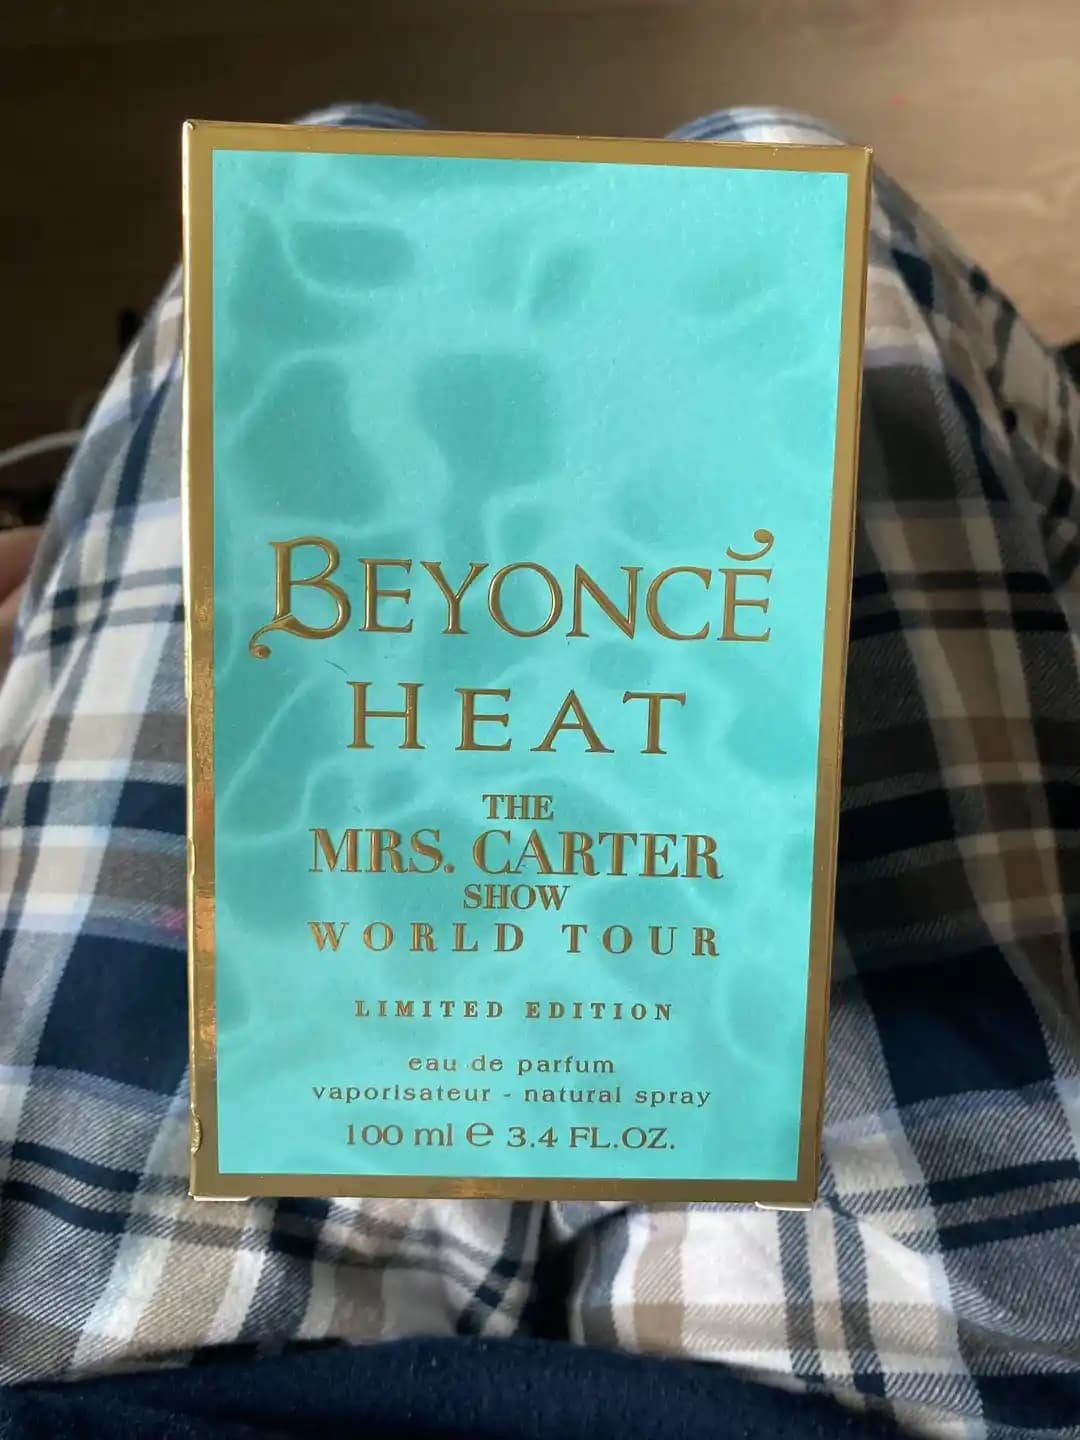 BEYONCÉ
HEAT
THE
MRS. CARTER
SHOW
WORLD TOUR
LIMITED EDITION
eau de parfum
vaporisateur - natural spray
100 ml ℮ 3.4 FL.OZ.